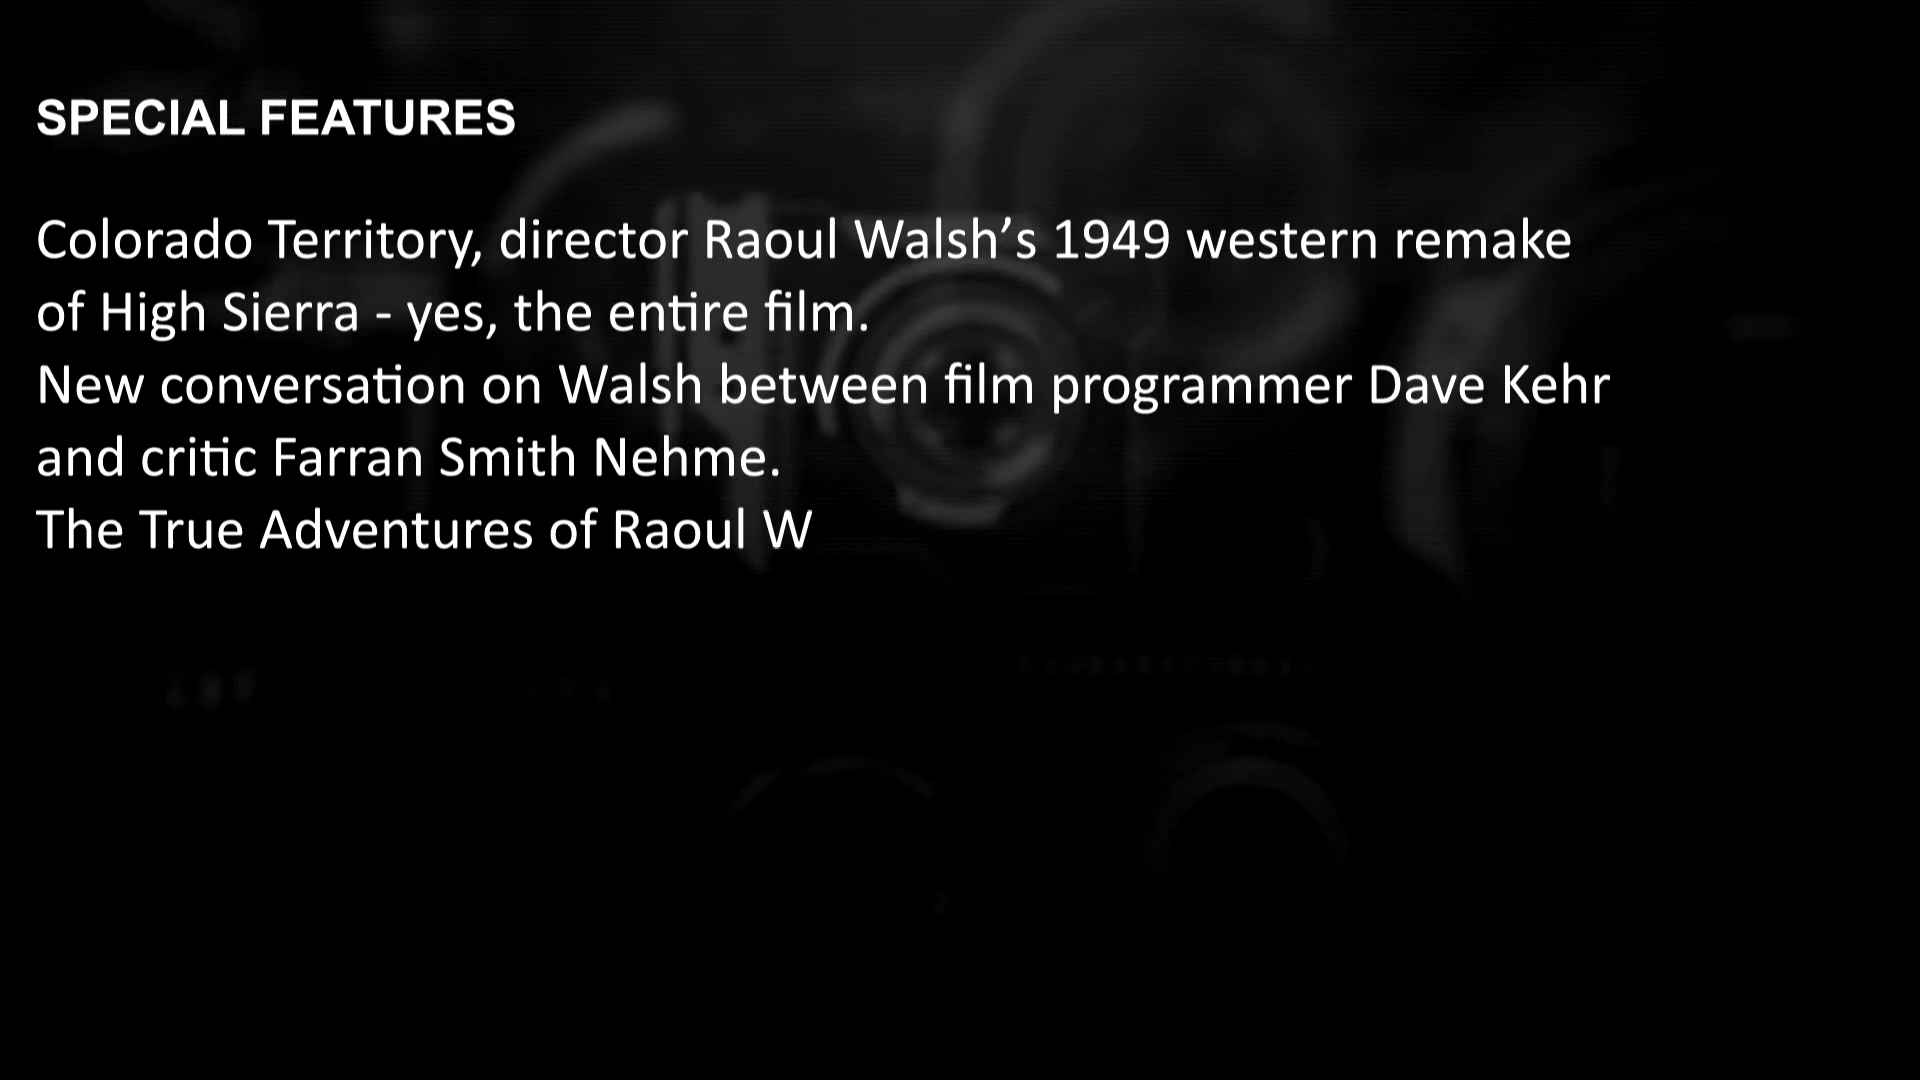 SPECIAL FEATURES
Colorado Territory, director Raoul Walsh’s 1949 western remake
of High Sierra - yes, the entire film.
New conversation on Walsh between film programmer Dave Kehr
and critic Farran Smith Nehme.
The True Adventures of Raoul W